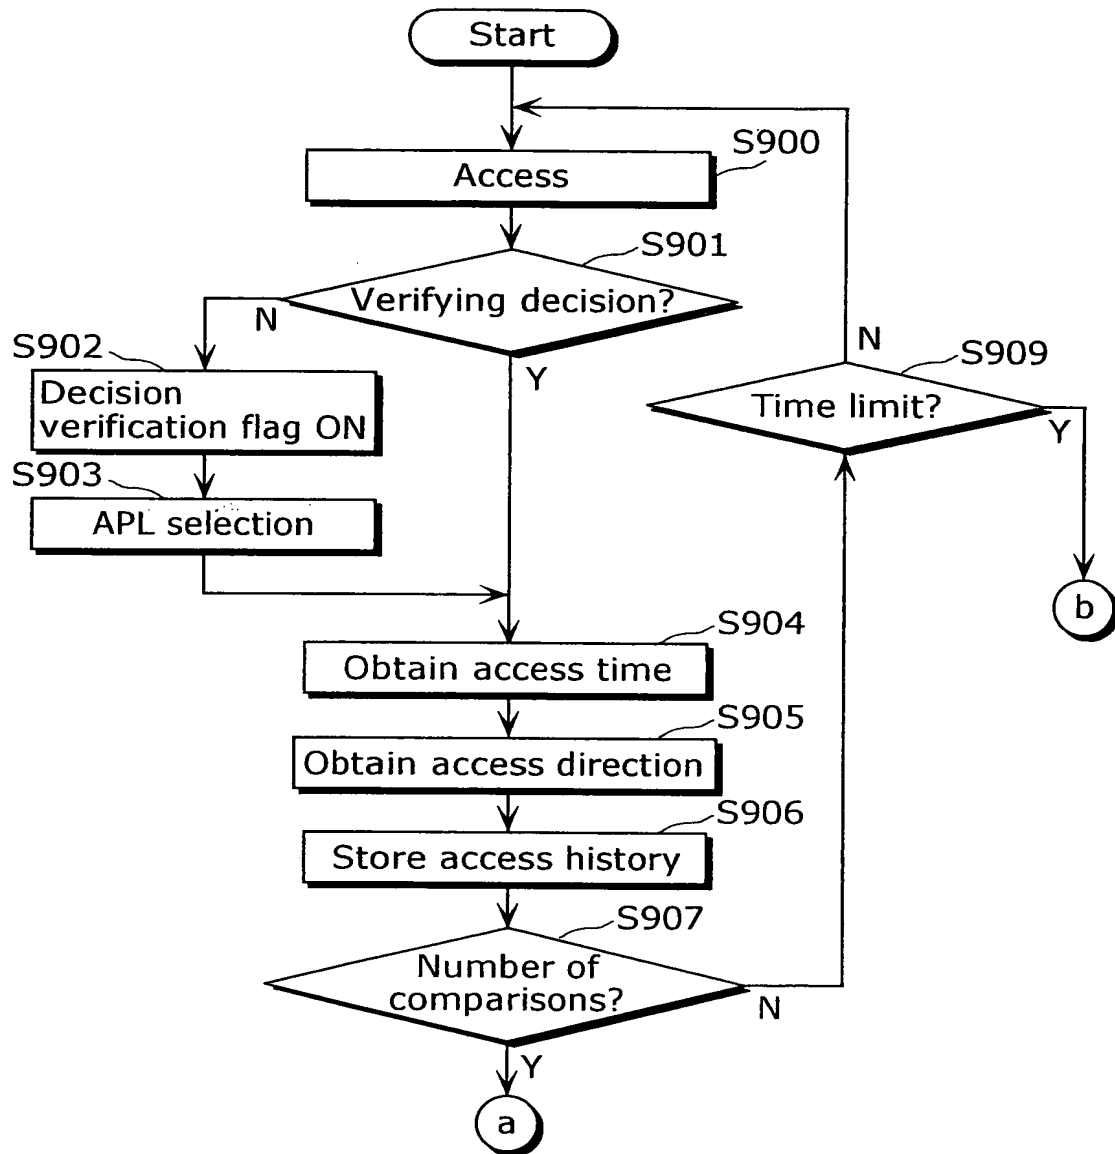 Start
S900
Access
S901
Verifying decision?
N
Y
S902
Decision
verification flag ON
S903
APL selection
N
S909
Time limit?
Y
b
S904
Obtain access time
S905
Obtain access direction
S906
Store access history
S907
Number of
comparisons?
N
Y
a